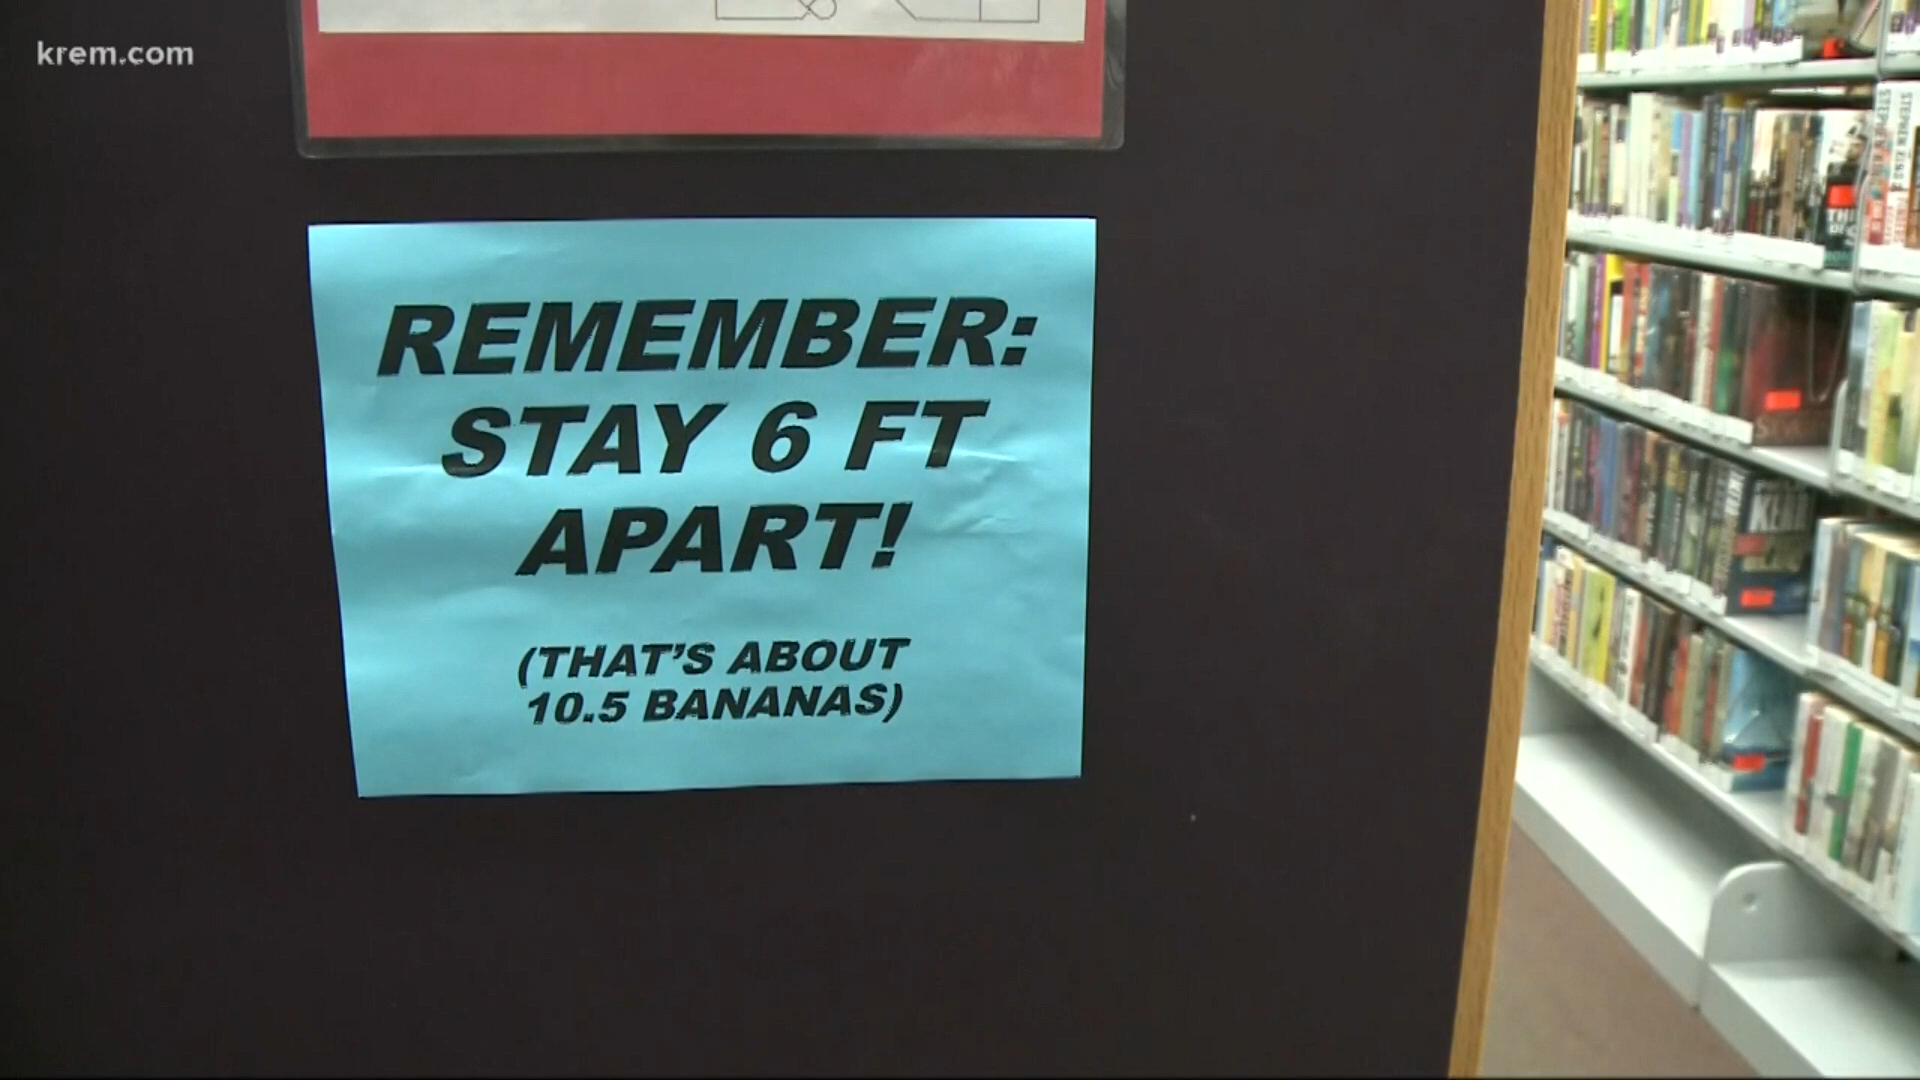 krem.com
REMEMBER:
STAY 6 FT
APART!
(THAT'S ABOUT
10.5 BANANAS)